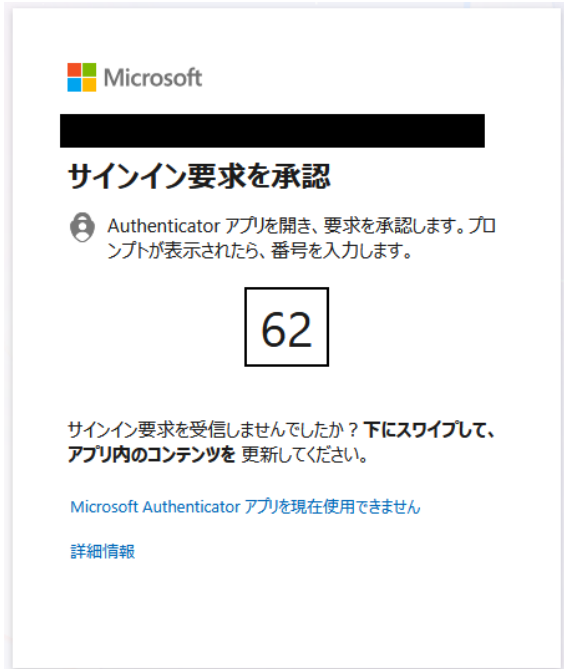 Microsoft
サインイン要求を承認
Authenticator アプリを開き、要求を承認します。プロ
ンプトが表示されたら、番号を入力します。
62
サインイン要求を受信しませんでしたか？下にスワイプして、
アプリ内のコンテンツを 更新してください。
Microsoft Authenticator アプリを現在使用できません
詳細情報